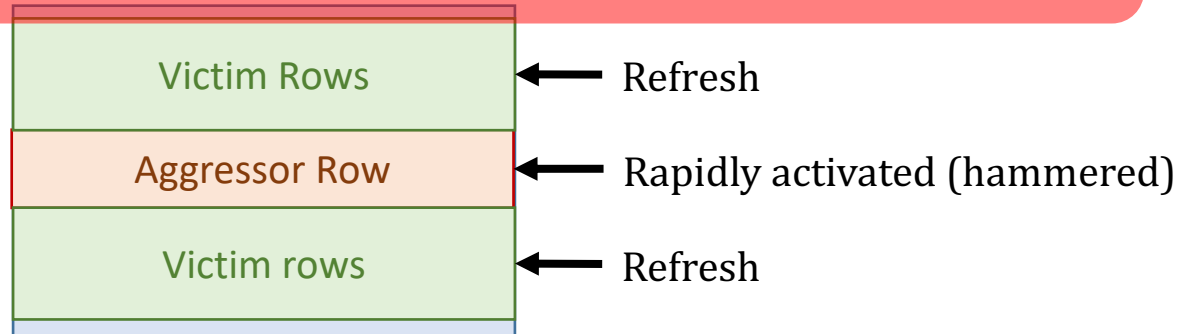 Victim Rows
Refresh
Aggressor Row
Rapidly activated (hammered)
Victim rows
Refresh